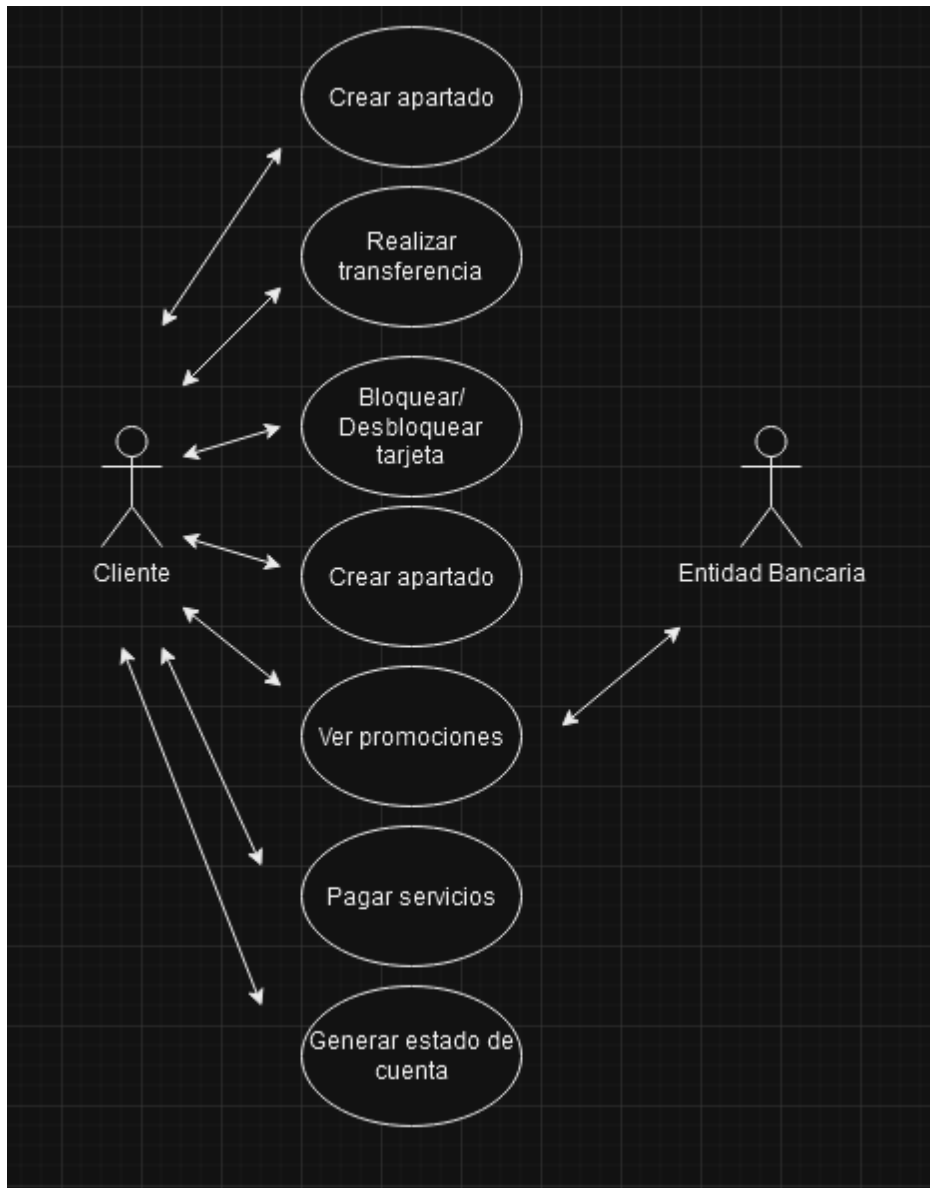 Crear apartado
Realizar
transferencia
Bloquear/
Desbloquear
tarjeta
Cliente
Crear apartado
Entidad Bancaria
Ver promociones
Pagar servicios
Generar estado de
cuenta